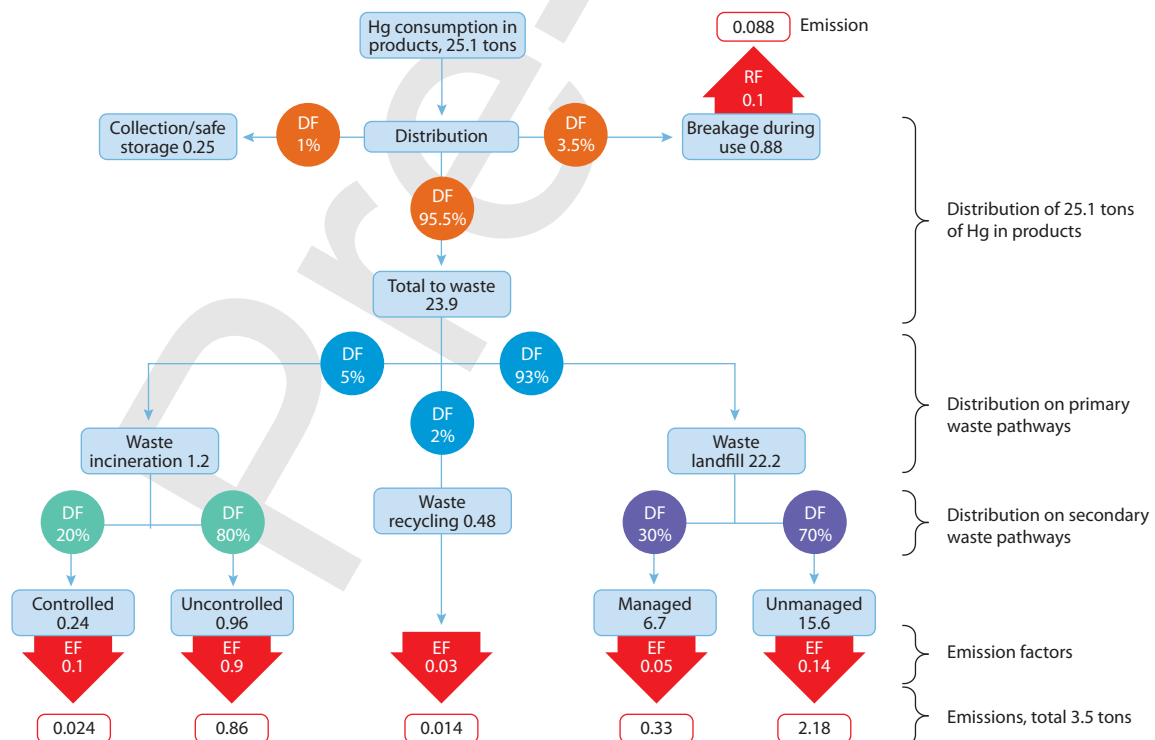 Hg consumption in
products, 25.1 tons
0.088
Emission
RF
0.1
Collection/safe
storage 0.25
DF
1%
Distribution
DF
3.5%
Breakage during
use 0.88
DF
95.5%
Distribution of 25.1 tons
of Hg in products
Total to waste
23.9
DF
5%
DF
93%
DF
2%
Distribution on primary
waste pathways
Waste
incineration 1.2
Waste
landfill 22.2
Waste
recycling 0.48
DF
20%
DF
80%
DF
30%
DF
70%
Distribution on secondary
waste pathways
Controlled
0.24
Uncontrolled
0.96
Managed
6.7
Unmanaged
15.6
EF
0.1
EF
0.9
EF
0.03
EF
0.05
EF
0.14
Emission factors
0.024
0.86
0.014
0.33
2.18
Emissions, total 3.5 tons
Pre-